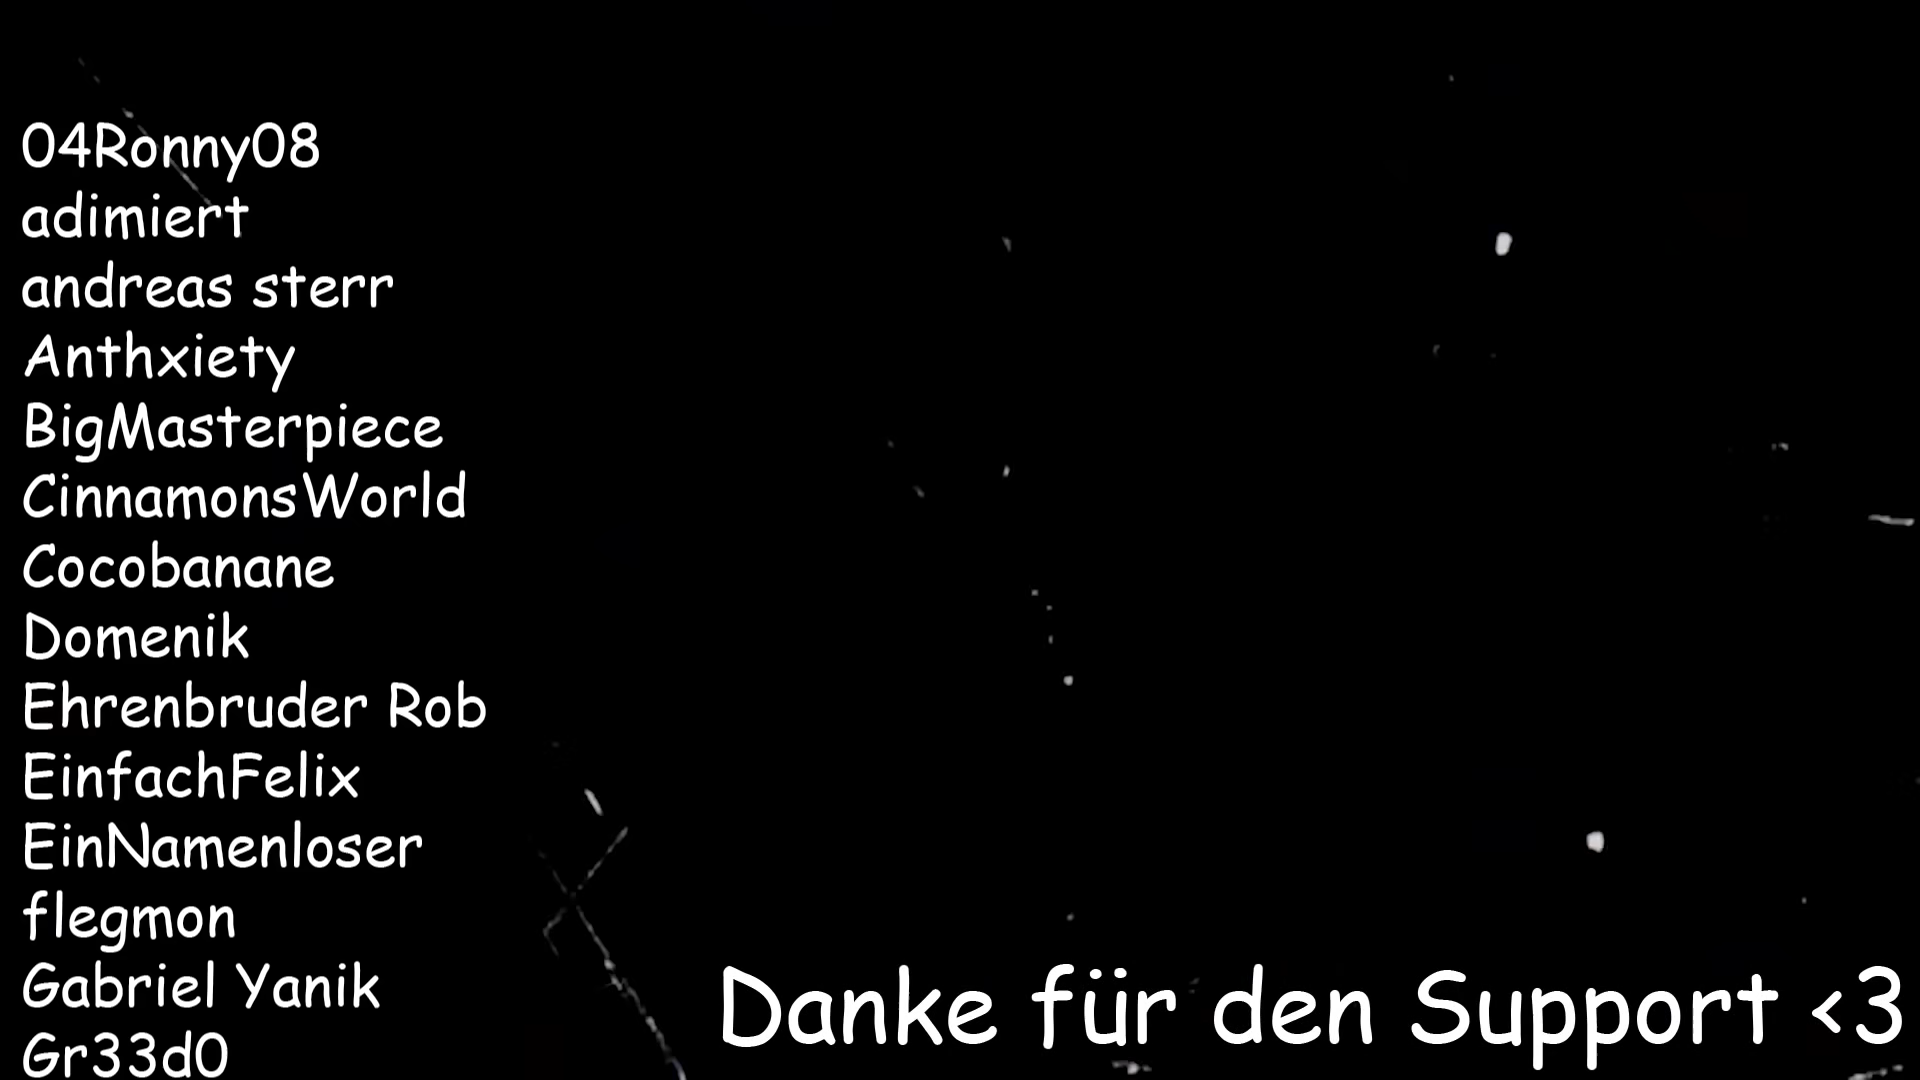 04Ronny08
adimiert
andreas sterr
Anthxiety
BigMasterpiece
CinnamonsWorld
Cocobanane
Domenik
Ehrenbruder Rob
EinfachFelix
EinNamenloser
flegmon
Gabriel Yanik
Gr33d0
Danke für den Support <3